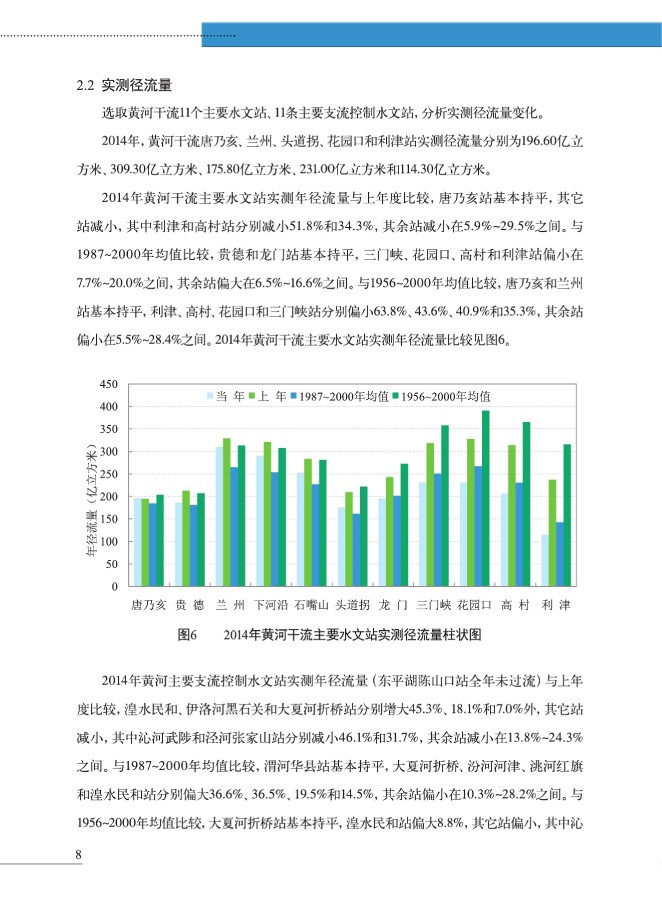 2.2 实测径流量
选取黄河干流11个主要水文站、11条主要支流控制水文站，分析实测径流量变化。
2014年，黄河干流唐乃亥、兰州、头道拐、花园口和利津站实测径流量分别为196.60亿立
方米、309.30亿立方米、175.80亿立方米、231.00亿立方米和114.30亿立方米。
2014年黄河干流主要水文站实测年径流量与上年度比较，唐乃亥站基本持平，其它
站减小，其中利津和高村站分别减小51.8%和34.3%，其余站减小在5.9%~29.5%之间。与
1987~2000年均值比较，贵德和龙门站基本持平，三门峡、花园口、高村和利津站偏小在
7.7%~20.0%之间，其余站偏大在6.5%~16.6%之间。与1956~2000年均值比较，唐乃亥和兰州
站基本持平，利津、高村、花园口和三门峡站分别偏小63.8%、43.6%、40.9%和35.3%，其余站
偏小在5.5%~28.4%之间。2014年黄河干流主要水文站实测年径流量比较见图6。
当 年 上 年 1987~2000年均值 1956~2000年均值
年径流量（亿立方米）
450
400
350
300
250
200
150
100
50
0
唐乃亥 贵 德 兰 州 下河沿 石嘴山 头道拐 龙 门 三门峡 花园口 高 村 利 津
图6 2014年黄河干流主要水文站实测径流量柱状图
2014年黄河主要支流控制水文站实测年径流量（东平湖陈山口站全年未过流）与上年
度比较，湟水民和、伊洛河黑石关和大夏河折桥站分别增大45.3%、18.1%和7.0%外，其它站
减小，其中沁河武陟和泾河张家山站分别减小46.1%和31.7%，其余站减小在13.8%~24.3%
之间。与1987~2000年均值比较，渭河华县站基本持平，大夏河折桥、汾河河津、洮河红旗
和湟水民和站分别偏大36.6%、36.5%、19.5%和14.5%，其余站偏小在10.3%~28.2%之间。与
1956~2000年均值比较，大夏河折桥站基本持平，湟水民和站偏大8.8%，其它站偏小，其中沁
8